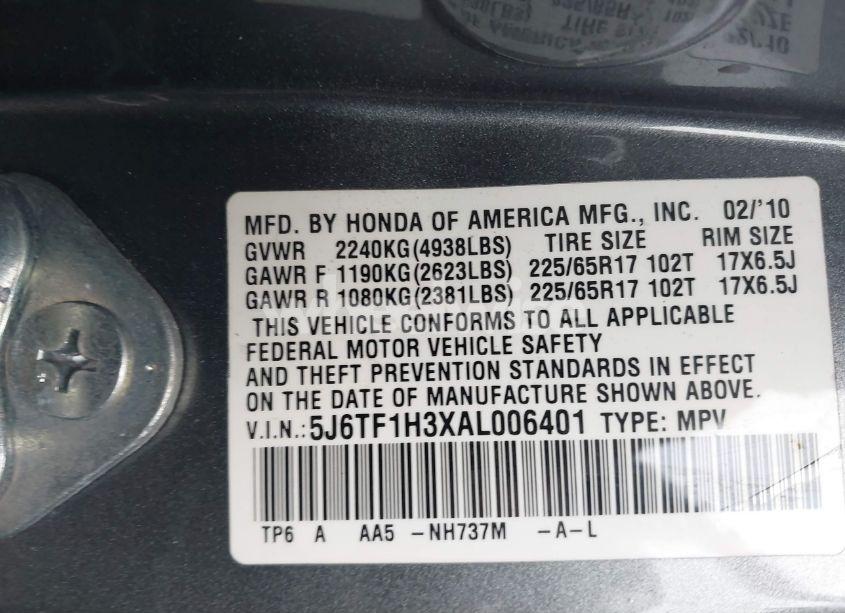 MFD. BY HONDA OF AMERICA MFG., INC. 02/'10
GVWR 2240KG(4938LBS) TIRE SIZE RIM SIZE
GAWR F 1190KG(2623LBS) 225/65R17 102T 17X6.5J
GAWR R 1080KG(2381LBS) 225/65R17 102T 17X6.5J
THIS VEHICLE CONFORMS TO ALL APPLICABLE
FEDERAL MOTOR VEHICLE SAFETY
AND THEFT PREVENTION STANDARDS IN EFFECT
ON THE DATE OF MANUFACTURE SHOWN ABOVE.
V.I.N.: 5J6TF1H3XAL006401 TYPE: MPV
TP6 A AA5 -NH737M -A-L